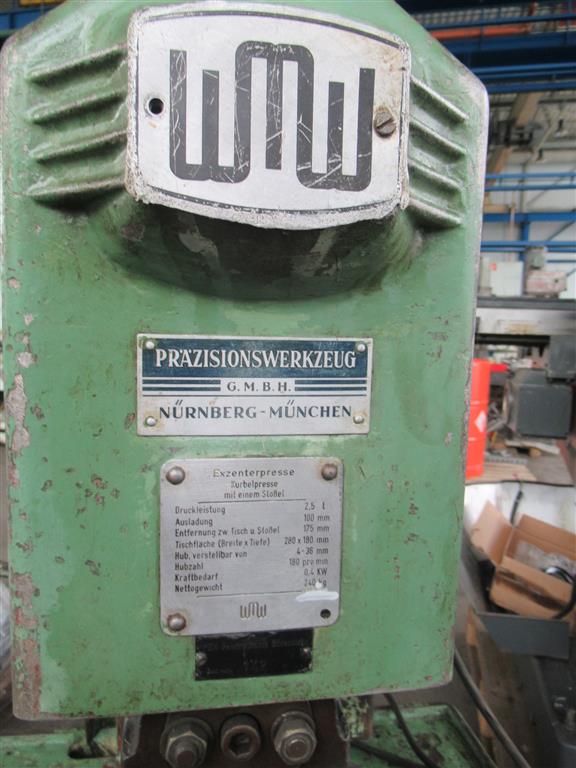 WMW
PRÄZISIONSWERKZEUG
G.M.B.H.
NÜRNBERG-MÜNCHEN
Exzenterpresse
Kurbelpresse
mit einem Stößel
Druckleistung 2,5 t
Ausladung 100 mm
Entfernung zw Tisch u. Stößel 175 mm
Tischfläche (Breite x Tiefe) 280 x 180 mm
Hub, verstellbar von 4-36 mm
Hubzahl 180 pro min
Kraftbedarf 0,4 KW
Nettogewicht 240 kg
WMW